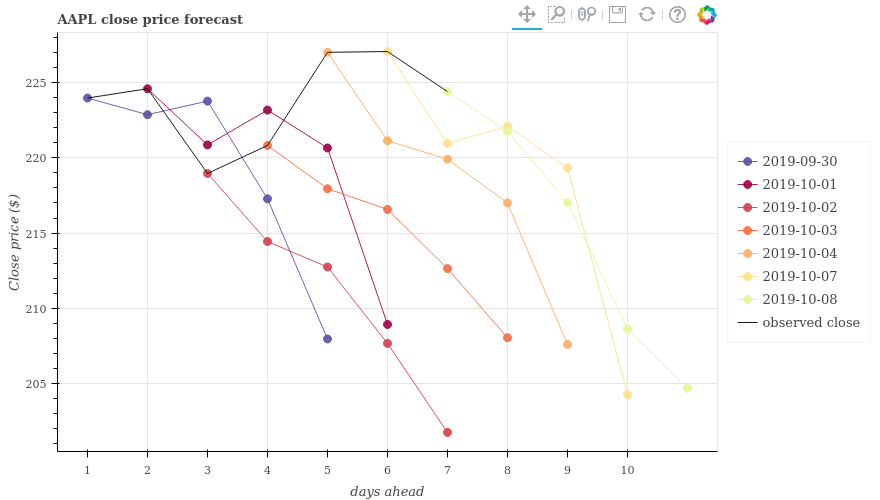 AAPL close price forecast
225
220
215
210
205
Close price ($)
1 2 3 4 5 6 7 8 9 10
days ahead
2019-09-30
2019-10-01
2019-10-02
2019-10-03
2019-10-04
2019-10-07
2019-10-08
observed close